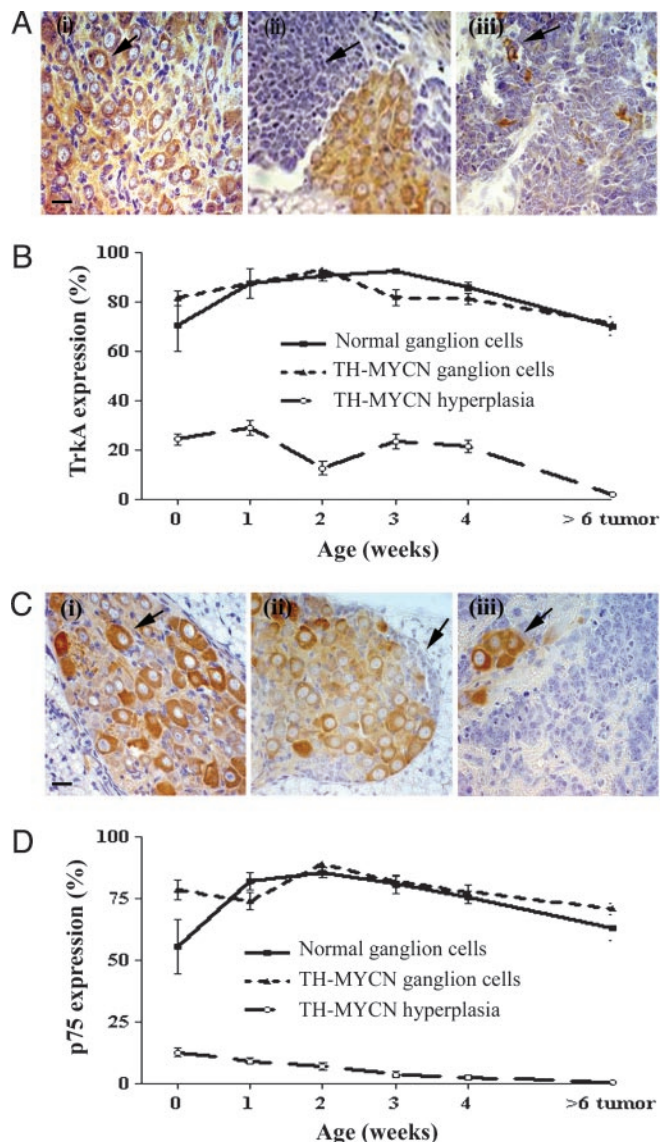 A
(i)
(ii)
(iii)
B
TrkA expression (%)
100
80
60
40
20
0
Normal ganglion cells
TH-MYCN ganglion cells
TH-MYCN hyperplasia
0 1 2 3 4 > 6 tumor
Age (weeks)
C
(i)
(ii)
(iii)
D
p75 expression (%)
100
75
50
25
0
Normal ganglion cells
TH-MYCN ganglion cells
TH-MYCN hyperplasia
0 1 2 3 4 >6 tumor
Age (weeks)